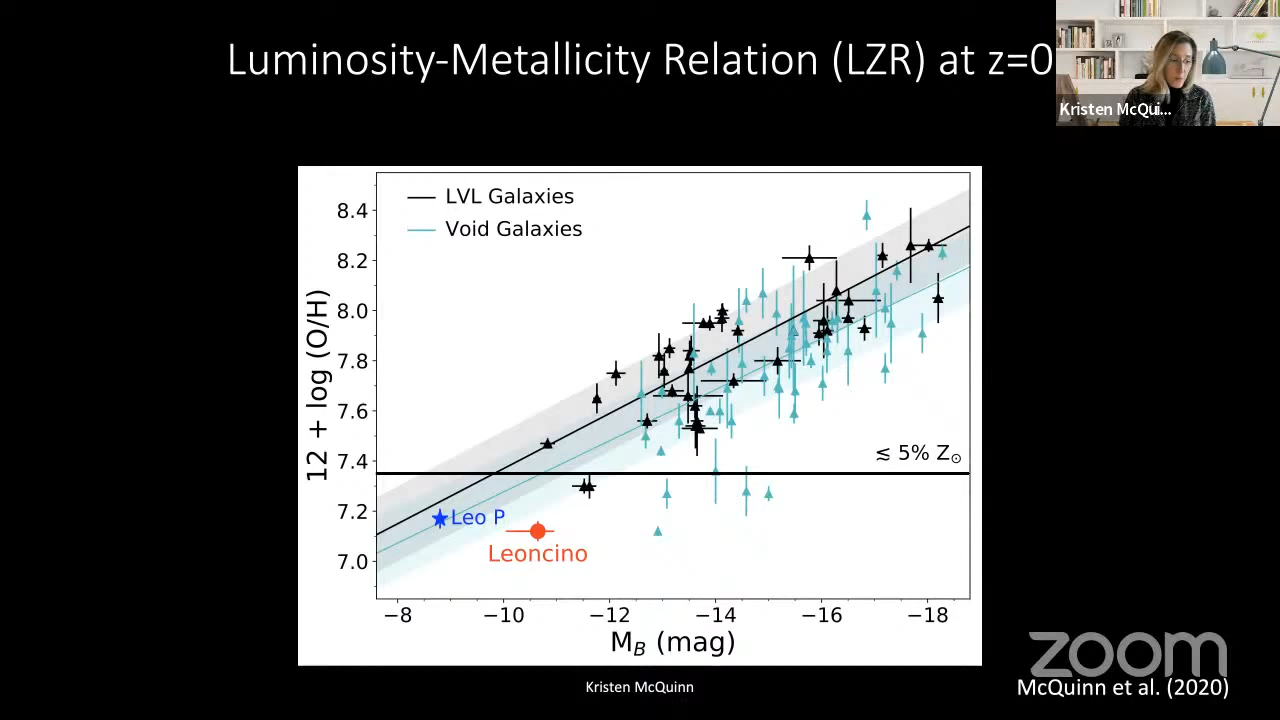 Luminosity-Metallicity Relation (LZR) at z=0
Kristen McQui...
LVL Galaxies
Void Galaxies
8.4
8.2
8.0
7.8
7.6
7.4
7.2
7.0
12 + log (O/H)
≲ 5% Z☉
Leo P
Leoncino
−8
−10
−12
−14
−16
−18
M_B (mag)
zoom
Kristen McQuinn
McQuinn et al. (2020)